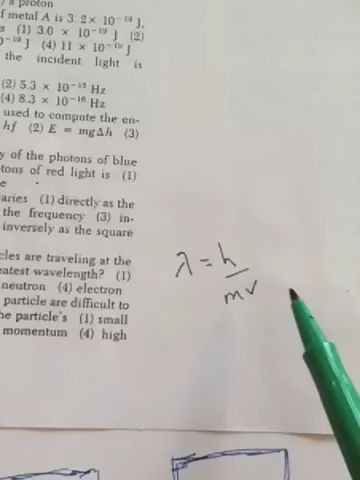 a proton
f metal A is 3.2 × 10⁻¹⁹ J,
s (1) 3.0 × 10⁻¹⁹ J (2)
⁻¹⁹ J (4) 11 × 10⁻¹⁹ J
the incident light is
(2) 5.3 × 10⁻¹⁵ Hz
(4) 8.3 × 10⁻¹⁶ Hz
used to compute the en-
hf (2) E = mgΔh (3)
y of the photons of blue
tons of red light is (1)
e
aries (1) directly as the
the frequency (3) in-
inversely as the square
cles are traveling at the
eatest wavelength? (1)
neutron (4) electron
particle are difficult to
he particle's (1) small
momentum (4) high
λ = h
mv